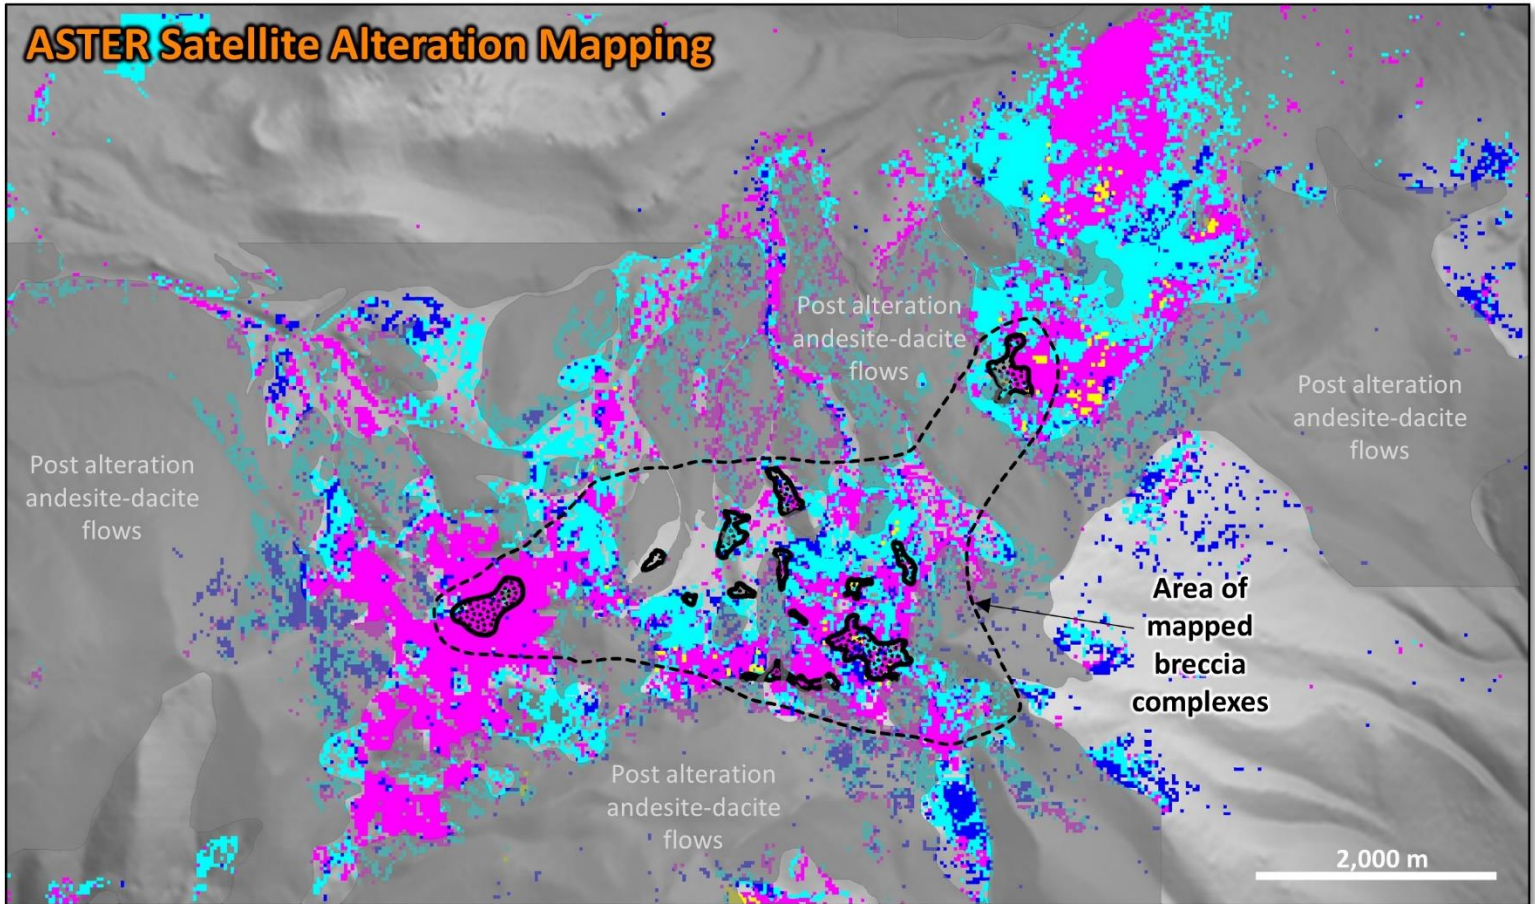 ASTER Satellite Alteration Mapping
Post alteration
andesite-dacite
flows
Post alteration
andesite-dacite
flows
Post alteration
andesite-dacite
flows
Area of
mapped
breccia
complexes
Post alteration
andesite-dacite
flows
2,000 m